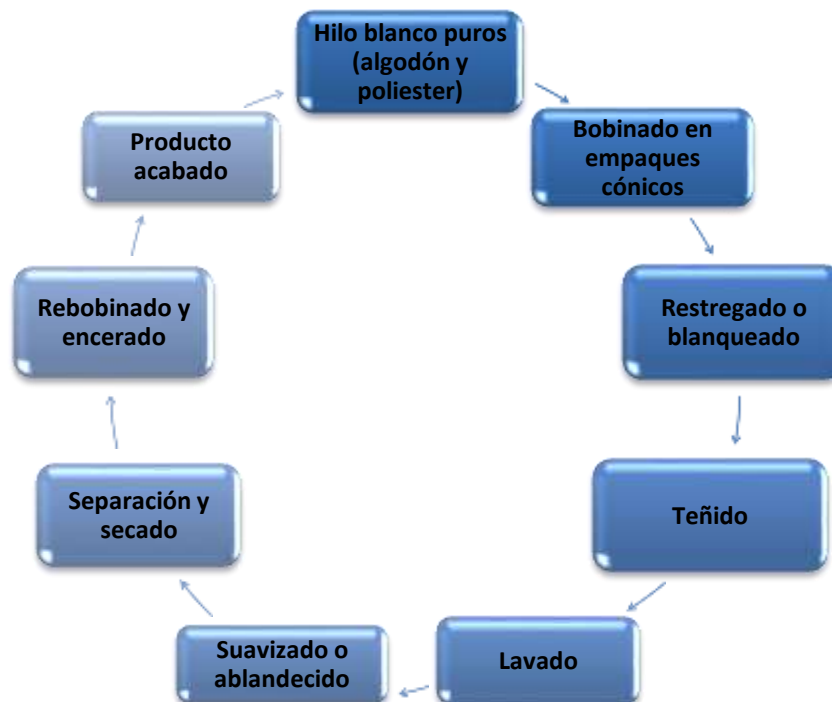 Hilo blanco puros
(algodón y
poliester)
Bobinado en
empaques
cónicos
Restregado o
blanqueado
Teñido
Lavado
Suavizado o
ablandecido
Separación y
secado
Rebobinado y
encerado
Producto
acabado